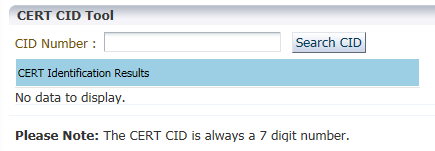 CERT CID Tool
CID Number : Search CID
CERT Identification Results
No data to display.
Please Note: The CERT CID is always a 7 digit number.